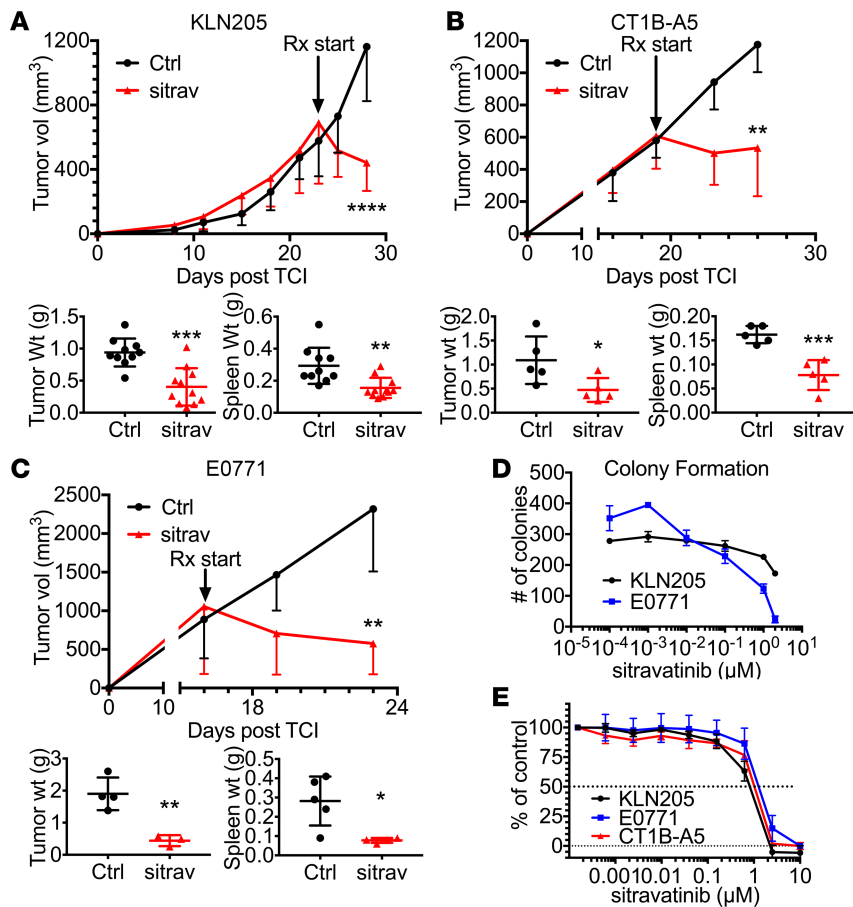 A
KLN205
Rx start
Ctrl
sitrav
Tumor vol (mm³)
1200
800
400
0
****
0 10 20 30
Days post TCI
B
CT1B-A5
Rx start
Ctrl
sitrav
Tumor vol (mm³)
1200
1000
800
600
400
200
0
**
0 10 20 30
Days post TCI
Tumor Wt (g)
1.5
1.0
0.5
0.0
***
Ctrl sitrav
Spleen Wt (g)
0.6
0.4
0.2
0.0
**
Ctrl sitrav
Tumor wt (g)
2.0
1.5
1.0
0.5
0.0
*
Ctrl sitrav
Spleen wt (g)
0.20
0.15
0.10
0.05
0.00
***
Ctrl sitrav
C
E0771
Ctrl
sitrav
Rx start
Tumor vol (mm³)
2500
2000
1500
1000
500
0
**
0 10 18 24
Days post TCI
Tumor wt (g)
3
2
1
0
**
Ctrl sitrav
Spleen wt (g)
0.5
0.4
0.3
0.2
0.1
0.0
*
Ctrl sitrav
D
Colony Formation
# of colonies
500
400
300
200
100
0
KLN205
E0771
10⁻⁵ 10⁻⁴ 10⁻³ 10⁻² 10⁻¹ 10⁰ 10¹
sitravatinib (µM)
E
% of control
100
75
50
25
0
KLN205
E0771
CT1B-A5
0.001 0.01 0.1 1 10
sitravatinib (µM)